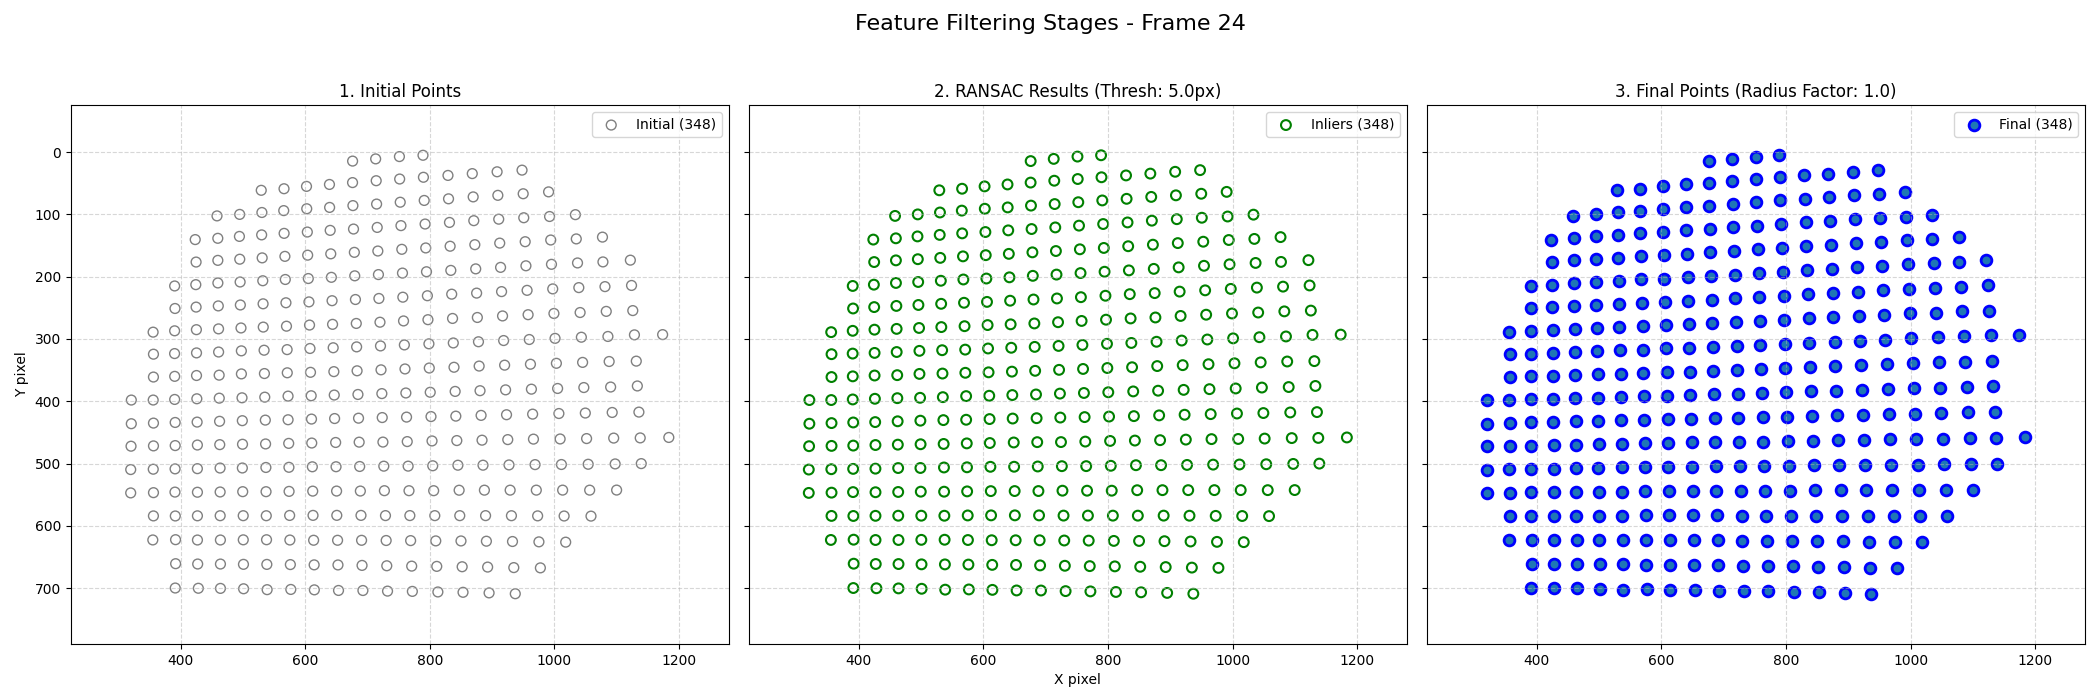 Feature Filtering Stages - Frame 24
1. Initial Points
2. RANSAC Results (Thresh: 5.0px)
3. Final Points (Radius Factor: 1.0)
Initial (348)
Inliers (348)
Final (348)
0
100
200
300
400
500
600
700
Y pixel
400 600 800 1000 1200
400 600 800 1000 1200
400 600 800 1000 1200
X pixel